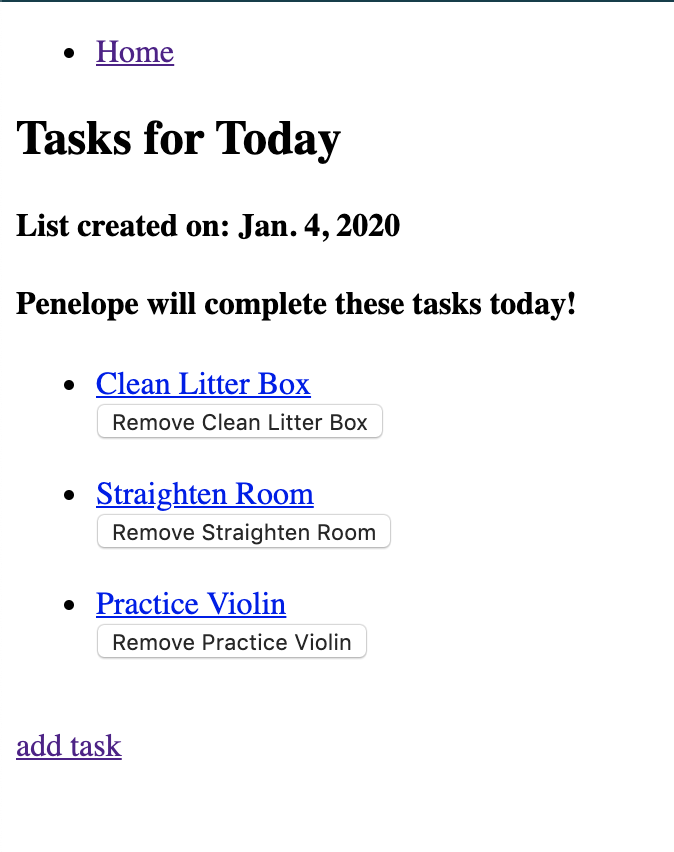 Home
Tasks for Today
List created on: Jan. 4, 2020
Penelope will complete these tasks today!
Clean Litter Box
Remove Clean Litter Box
Straighten Room
Remove Straighten Room
Practice Violin
Remove Practice Violin
add task